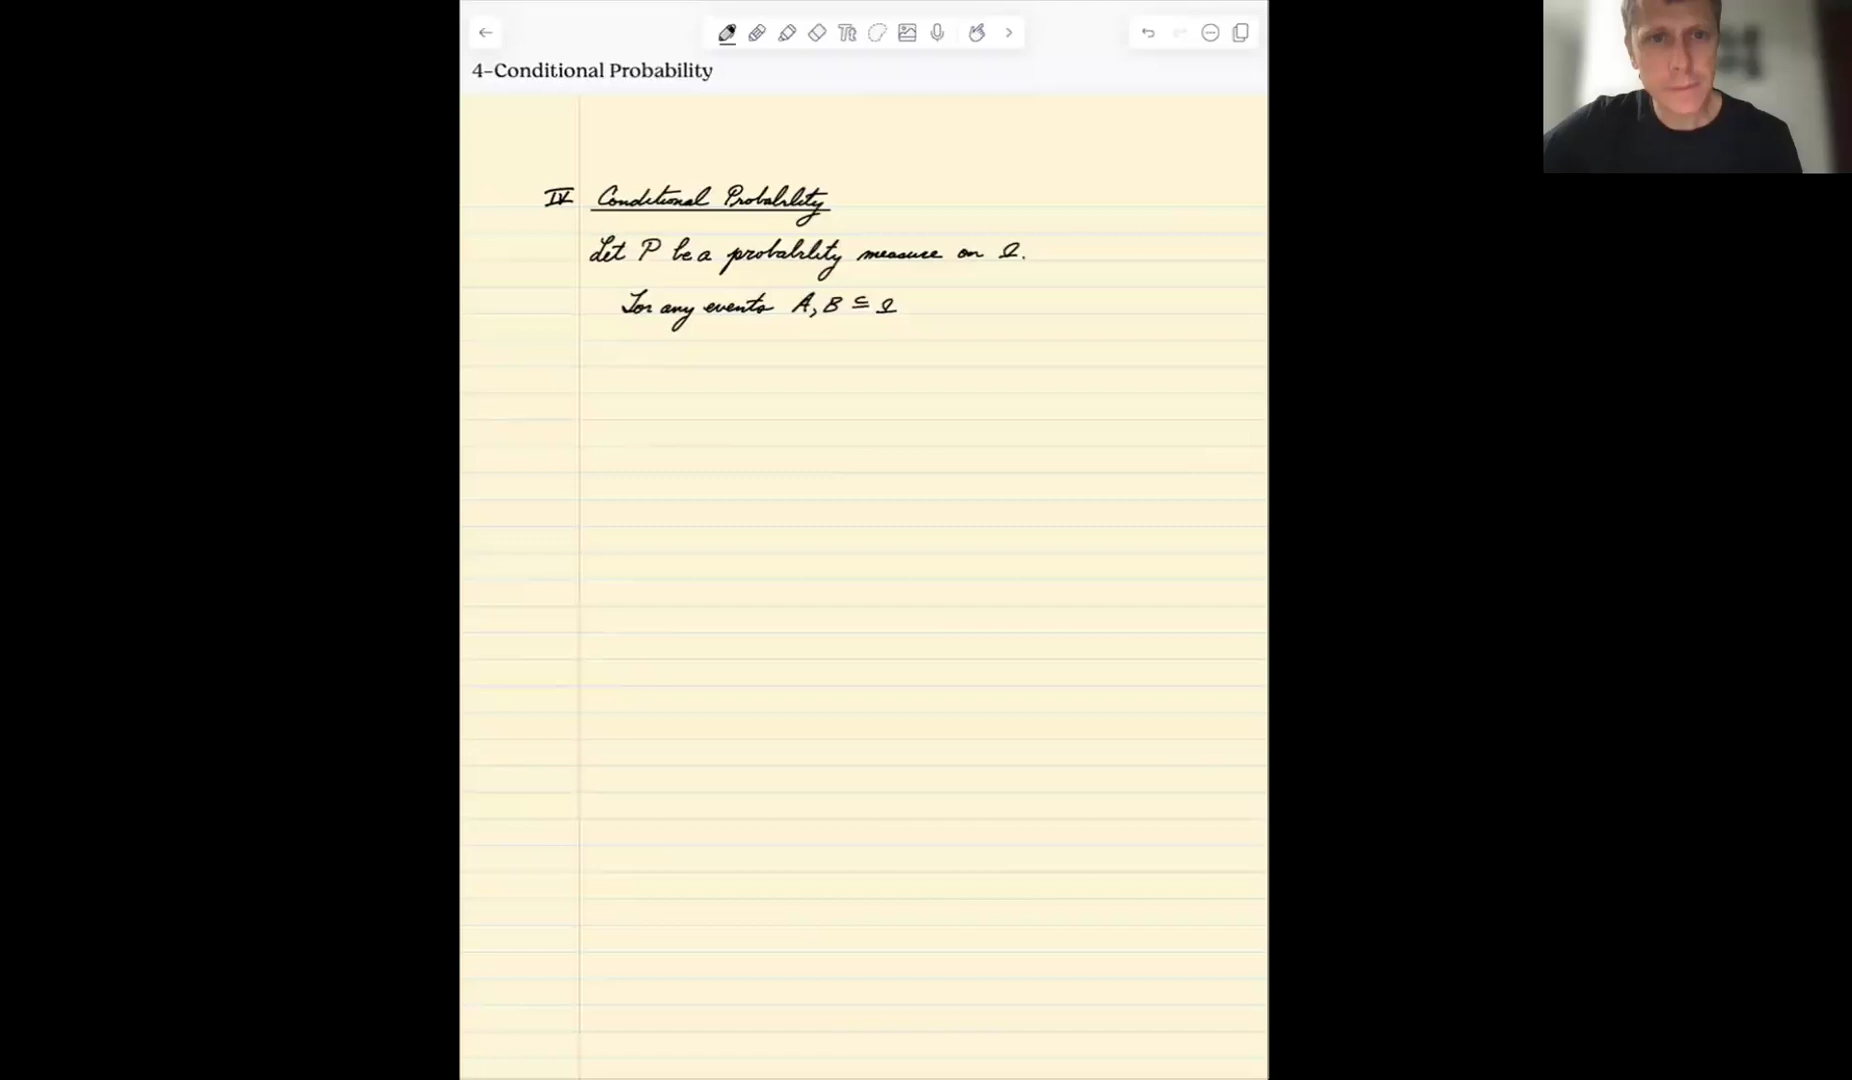 4-Conditional Probability
IV Conditional Probability
Let P be a probability measure on Ω.
For any events A, B ⊆ Ω